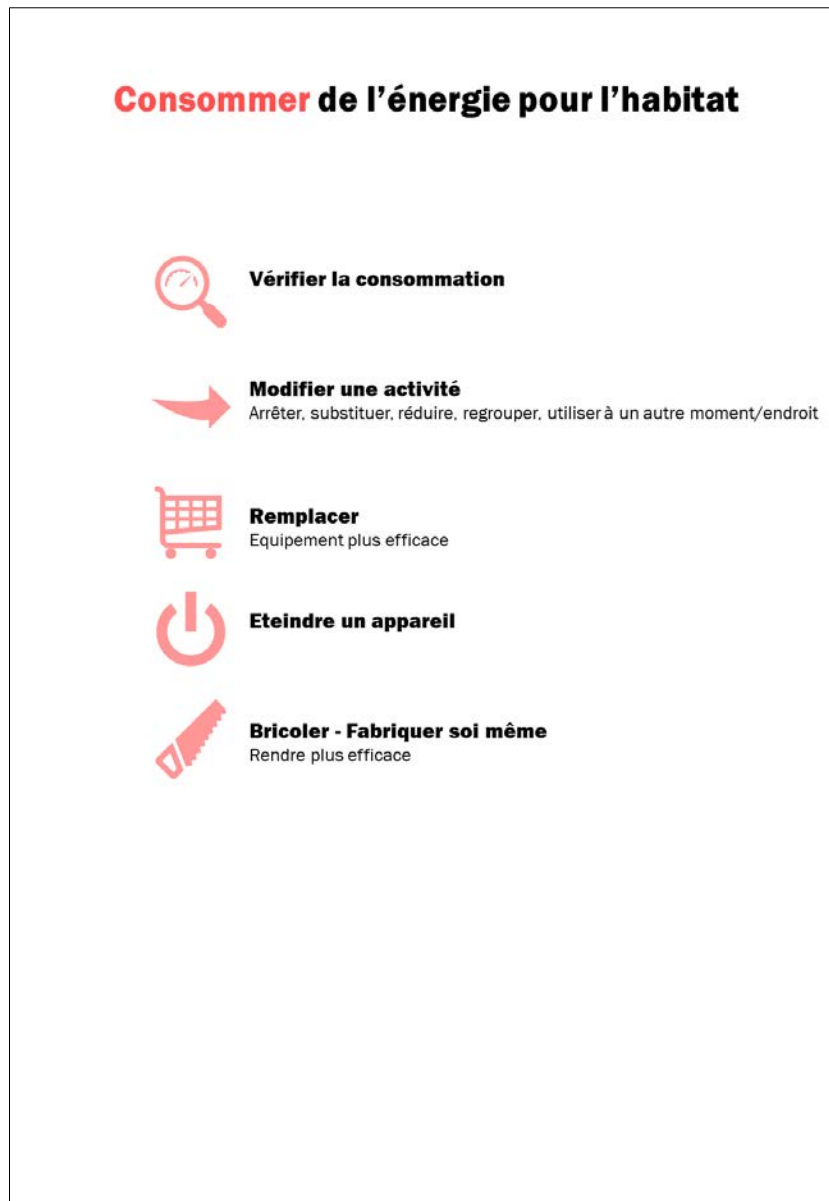 Consommer de l'énergie pour l'habitat
Vérifier la consommation
Modifier une activité
Arrêter, substituer, réduire, regrouper, utiliser à un autre moment/endroit
Remplacer
Equipement plus efficace
Eteindre un appareil
Bricoler - Fabriquer soi même
Rendre plus efficace